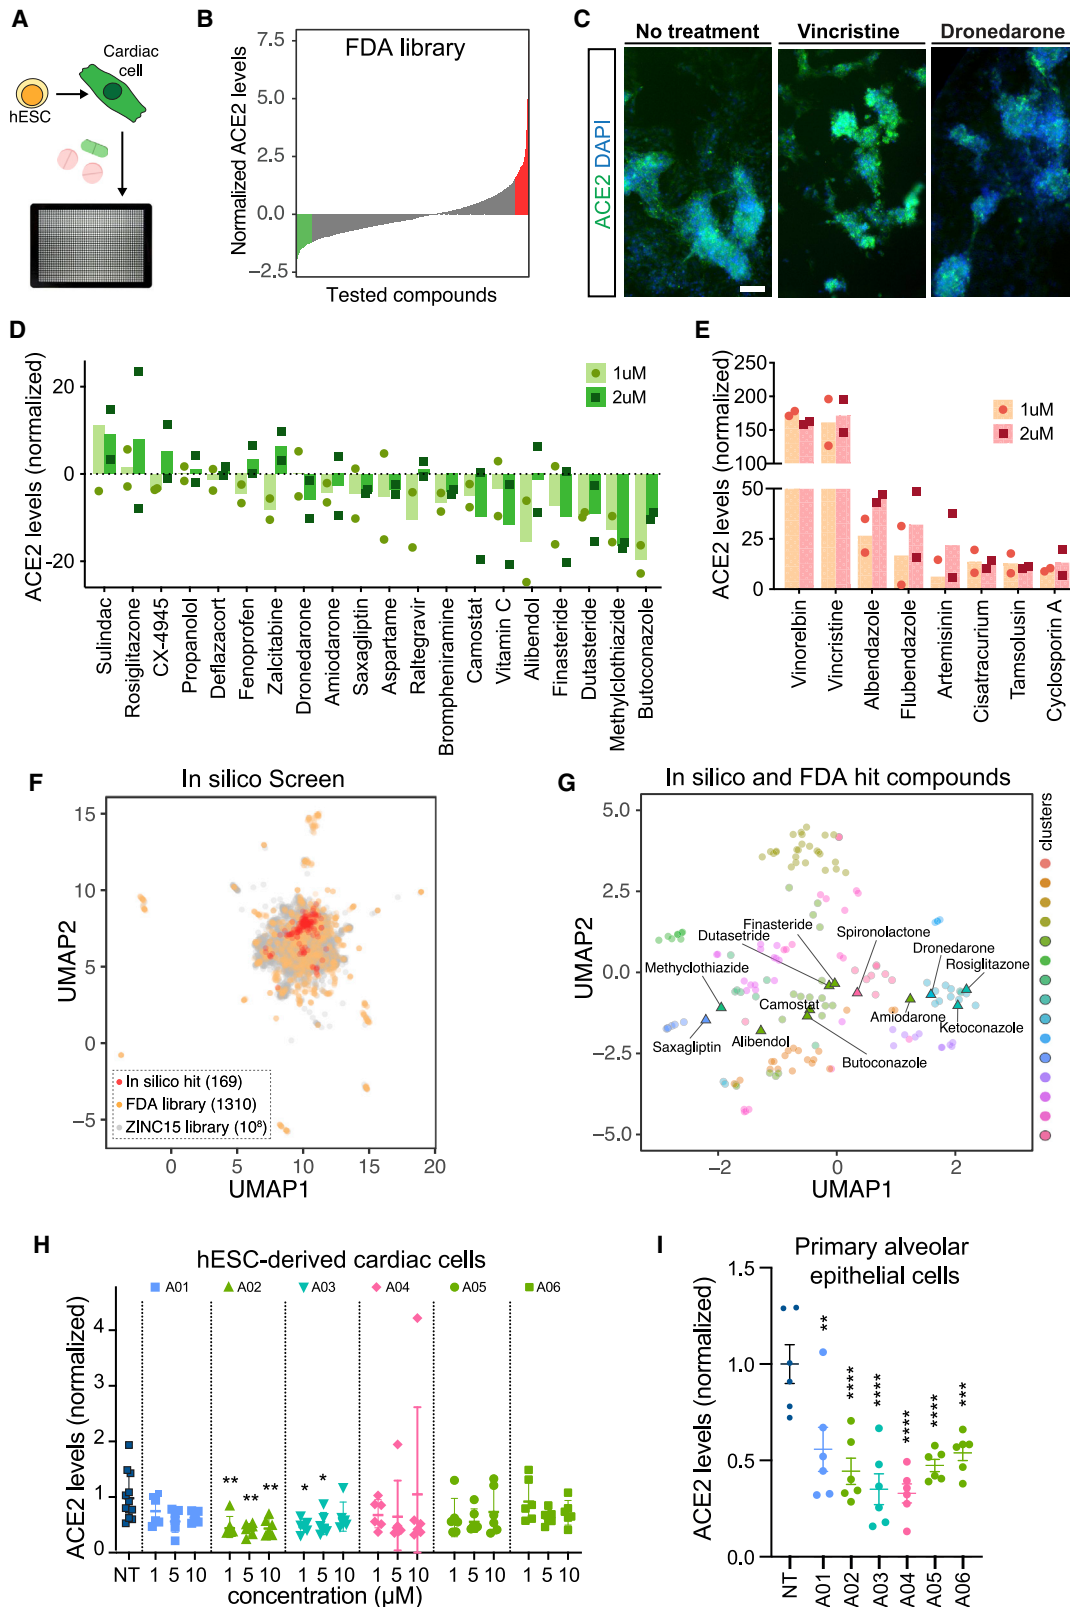 A
hESC
Cardiac
cell
B
FDA library
Normalized ACE2 levels
7.5
5.0
2.5
0.0
−2.5
Tested compounds
C
No treatment
Vincristine
Dronedarone
ACE2 DAPI
D
ACE2 levels (normalized)
20
0
-20
1uM
2uM
Sulindac
Rosiglitazone
CX-4945
Propanolol
Deflazacort
Fenoprofen
Zalcitabine
Dronedarone
Amiodarone
Saxagliptin
Aspartame
Raltegravir
Brompheniramine
Camostat
Vitamin C
Alibendol
Finasteride
Dutasteride
Methylclothiazide
Butoconazole
E
ACE2 levels (normalized)
250
200
150
100
50
25
0
1uM
2uM
Vinorelbin
Vincristine
Albendazole
Flubendazole
Artemisinin
Cisatracurium
Tamsolusin
Cyclosporin A
F
In silico Screen
UMAP2
15
10
5
0
−5
In silico hit (169)
FDA library (1310)
ZINC15 library (10⁸)
0
5
10
15
20
UMAP1
G
In silico and FDA hit compounds
UMAP2
5.0
2.5
0.0
−2.5
−5.0
Finasteride
Spironolactone
Dutasetride
Dronedarone
Methyclothiazide
Rosiglitazone
Camostat
Amiodarone
Ketoconazole
Saxagliptin
Alibendol
Butoconazole
−2
0
2
UMAP1
clusters
H
hESC-derived cardiac cells
A01
A02
A03
A04
A05
A06
ACE2 levels (normalized)
4
3
2
1
0
**
**
**
*
*
NT
1 5 10
1 5 10
1 5 10
1 5 10
1 5 10
1 5 10
concentration (µM)
I
Primary alveolar
epithelial cells
ACE2 levels (normalized)
1.5
1.0
0.5
0.0
**
****
****
****
****
***
NT
A01
A02
A03
A04
A05
A06